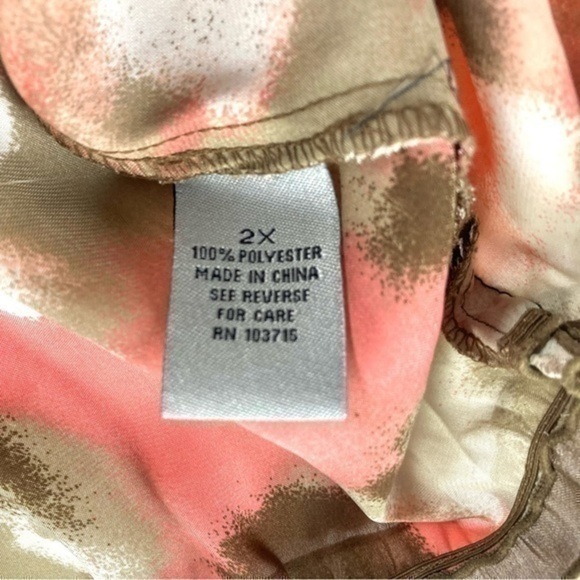 2X
100% POLYESTER
MADE IN CHINA
SEE REVERSE
FOR CARE
RN 103715